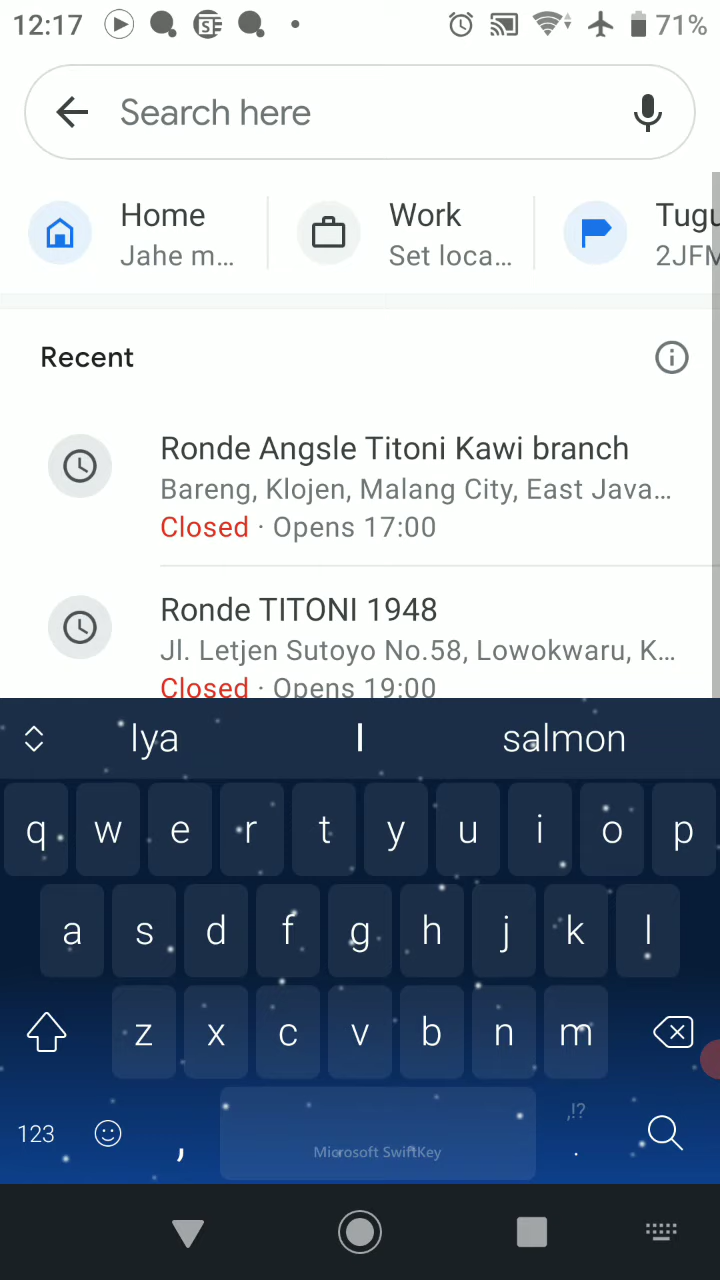 12:17 71%
Search here
Home Work Tugu
Jahe m... Set loca... 2JFM
Recent
Ronde Angsle Titoni Kawi branch
Bareng, Klojen, Malang City, East Java...
Closed · Opens 17:00
Ronde TITONI 1948
Jl. Letjen Sutoyo No.58, Lowokwaru, K...
Closed · Opens 19:00
Iya I salmon
q w e r t y u i o p
a s d f g h j k l
z x c v b n m
,!?
123 , .
Microsoft SwiftKey